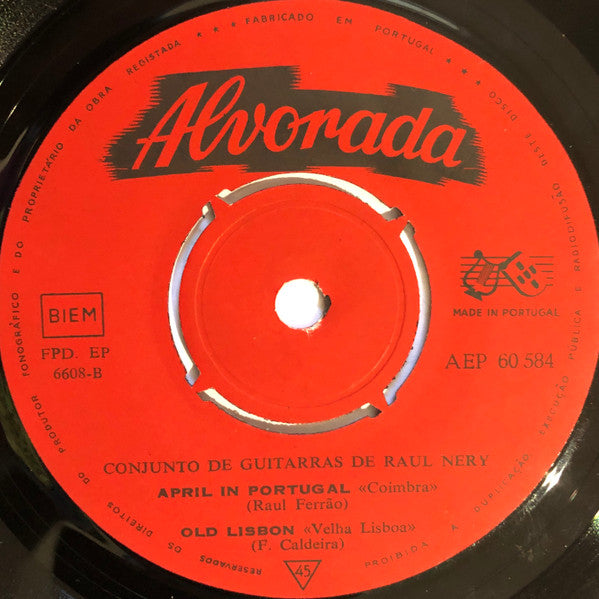 RESERVADOS OS DIREITOS DO PRODUTOR FONOGRÁFICO E DO PROPRIETÁRIO DA OBRA REGISTADA *** FABRICADO EM PORTUGAL *** PROIBIDA A DUPLICAÇÃO, EXECUÇÃO PÚBLICA E RADIODIFUSÃO DESTE DISCO
Alvorada
BIEM
FPD. EP
6608-B
MADE IN PORTUGAL
AEP 60 584
CONJUNTO DE GUITARRAS DE RAUL NERY
APRIL IN PORTUGAL «Coimbra»
(Raul Ferrão)
OLD LISBON «Velha Lisboa»
(F. Caldeira)
45